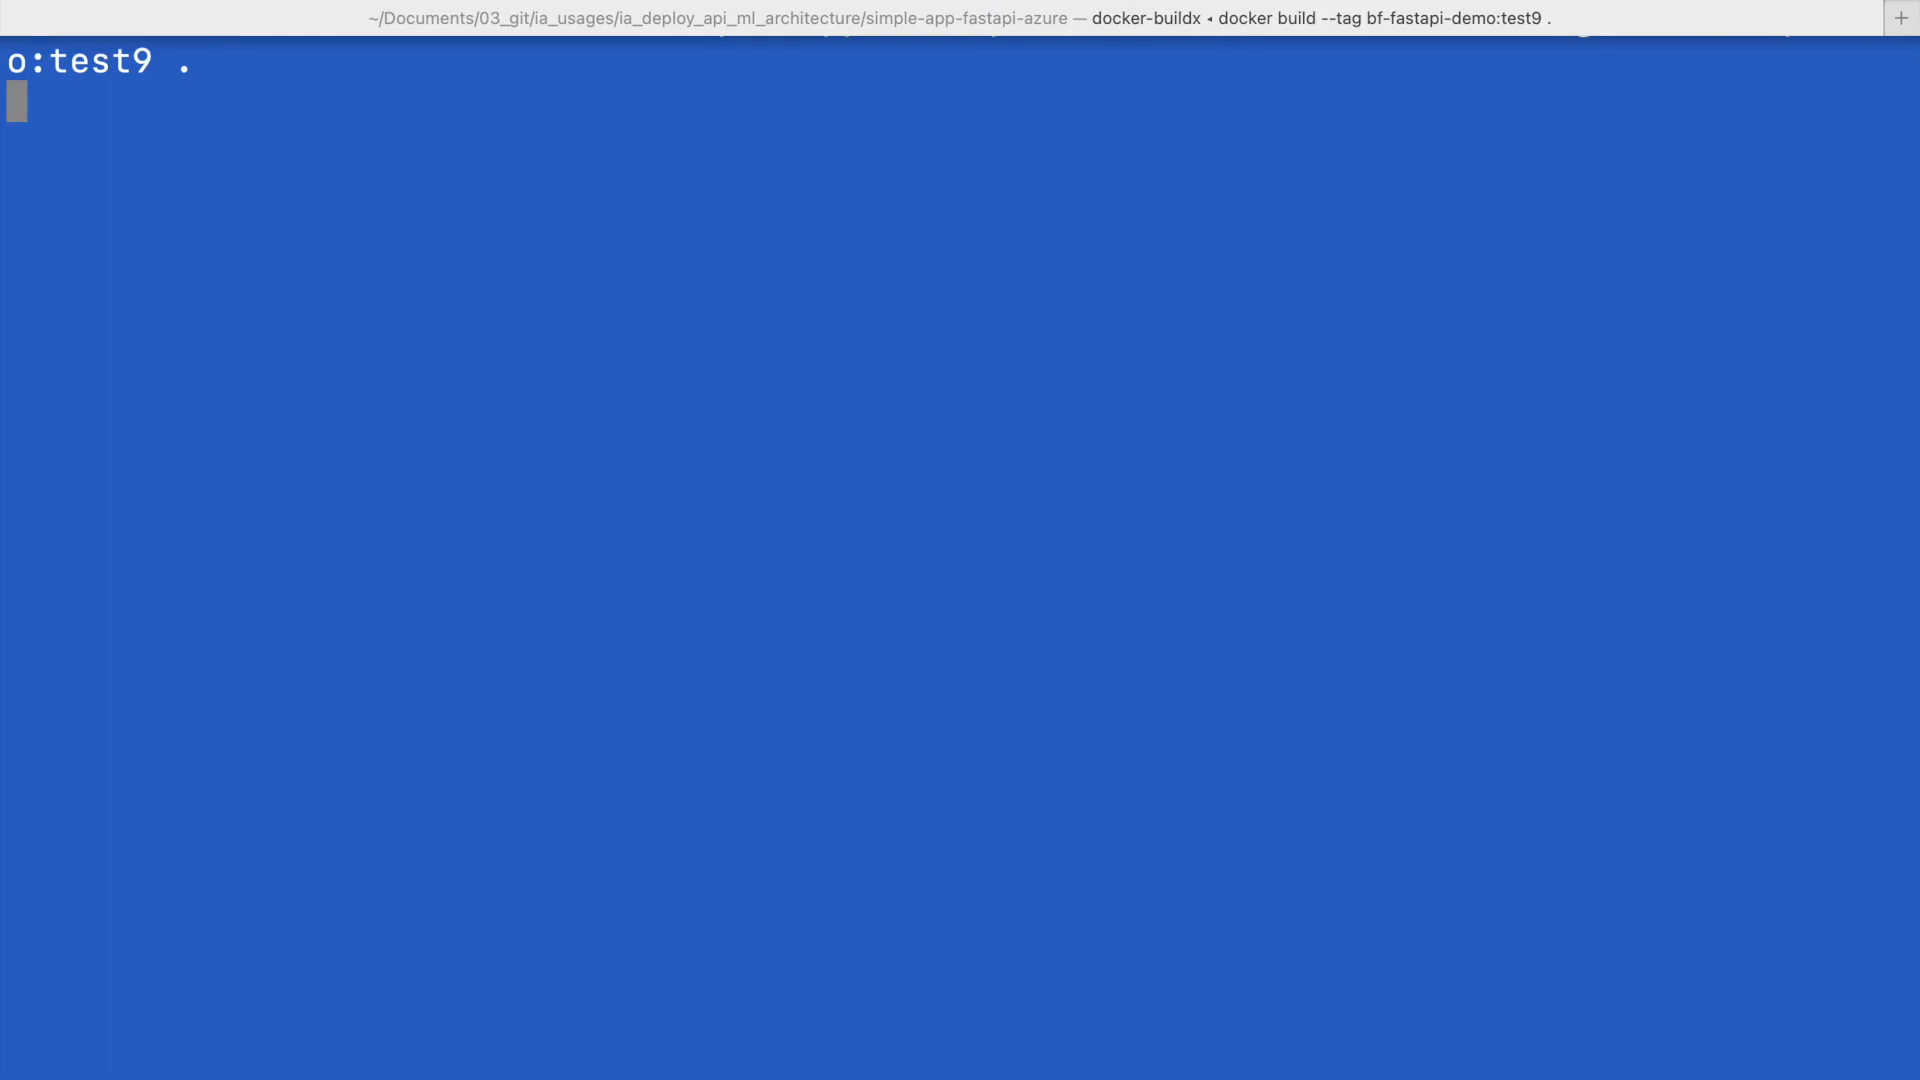 ~/Documents/03_git/ia_usages/ia_deploy_api_ml_architecture/simple-app-fastapi-azure — docker-buildx ◂ docker build --tag bf-fastapi-demo:test9 .
+
o:test9 .